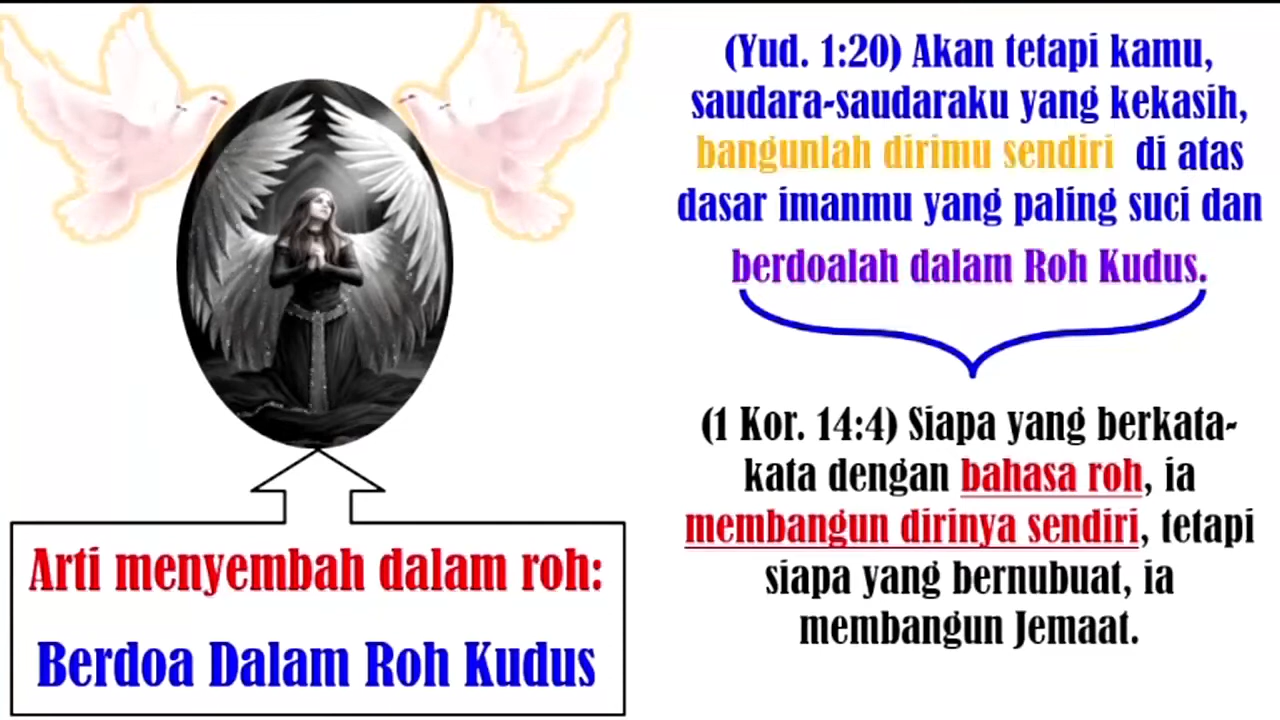 (Yud. 1:20) Akan tetapi kamu,
saudara-saudaraku yang kekasih,
bangunlah dirimu sendiri di atas
dasar imanmu yang paling suci dan
berdoalah dalam Roh Kudus.
(1 Kor. 14:4) Siapa yang berkata-
kata dengan bahasa roh, ia
membangun dirinya sendiri, tetapi
siapa yang bernubuat, ia
membangun Jemaat.
Arti menyembah dalam roh:
Berdoa Dalam Roh Kudus